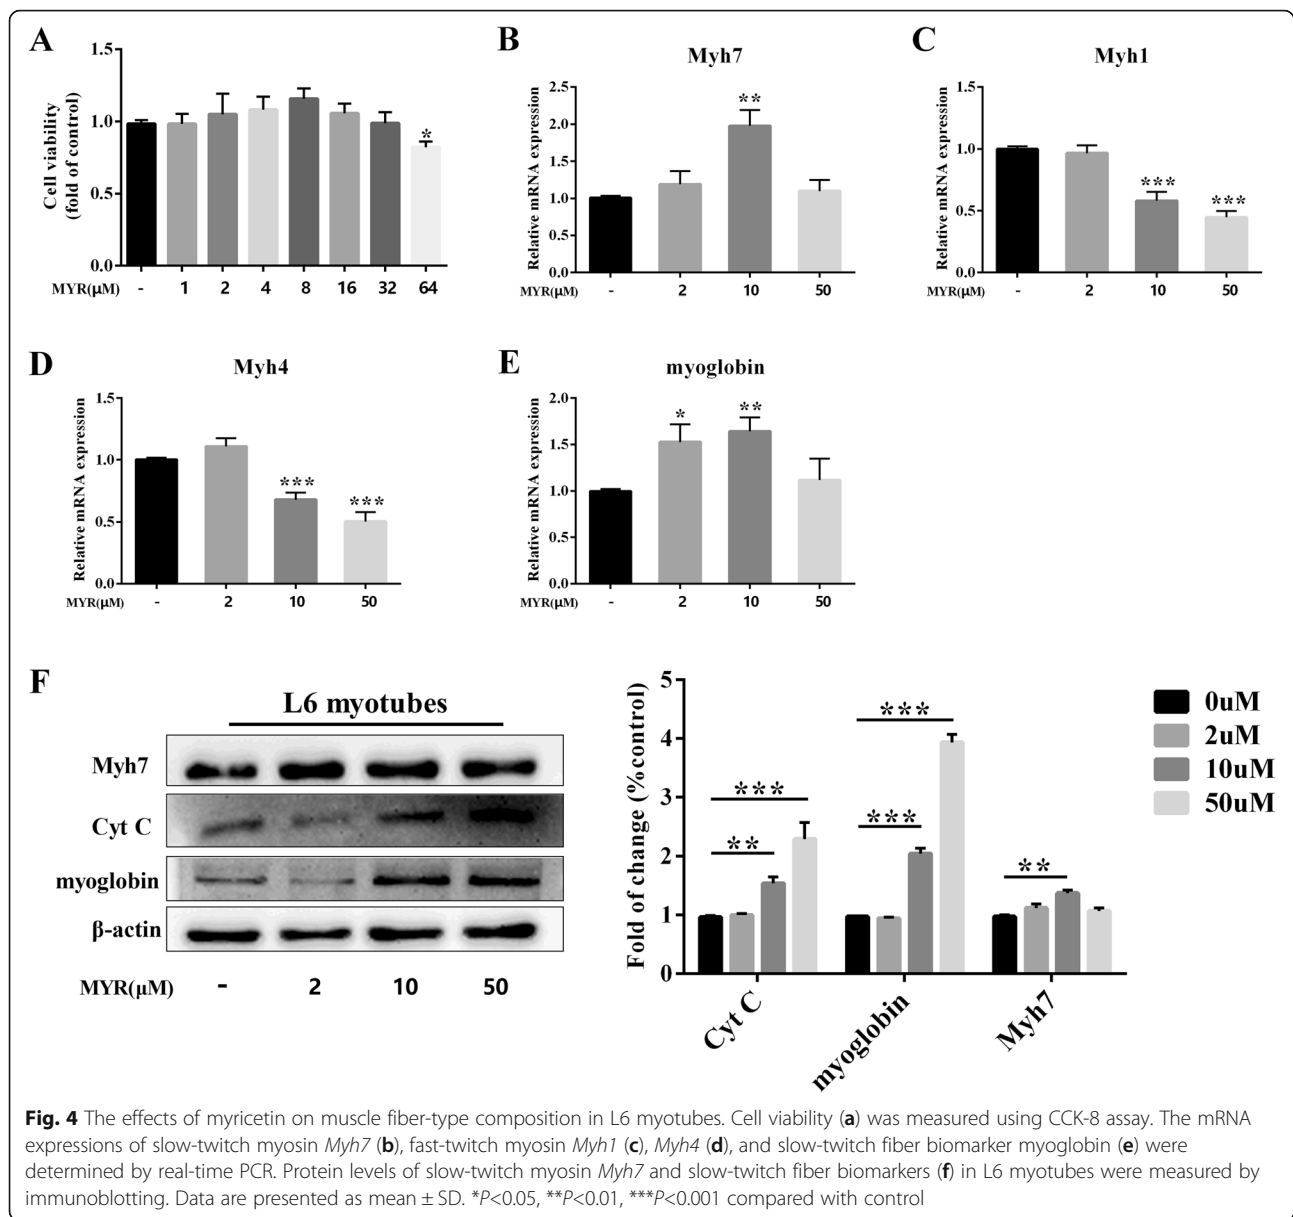 A
1.5
1.0
0.5
0.0
Cell viability
(fold of control)
*
MYR(μM) - 1 2 4 8 16 32 64
B
Myh7
2.5
2.0
1.5
1.0
0.5
0.0
Relative mRNA expression
**
MYR(μM) - 2 10 50
C
Myh1
1.5
1.0
0.5
0.0
Relative mRNA expression
***
***
MYR(μM) - 2 10 50
D
Myh4
1.5
1.0
0.5
0.0
Relative mRNA expression
***
***
MYR(μM) - 2 10 50
E
myoglobin
2.0
1.5
1.0
0.5
0.0
Relative mRNA expression
*
**
MYR(μM) - 2 10 50
F
L6 myotubes
Myh7
Cyt C
myoglobin
β-actin
MYR(μM) - 2 10 50
5
4
3
2
1
0
Fold of change (%control)
***
**
***
***
**
Cyt C
myoglobin
Myh7
0uM
2uM
10uM
50uM
Fig. 4 The effects of myricetin on muscle fiber-type composition in L6 myotubes. Cell viability (a) was measured using CCK-8 assay. The mRNA
expressions of slow-twitch myosin Myh7 (b), fast-twitch myosin Myh1 (c), Myh4 (d), and slow-twitch fiber biomarker myoglobin (e) were
determined by real-time PCR. Protein levels of slow-twitch myosin Myh7 and slow-twitch fiber biomarkers (f) in L6 myotubes were measured by
immunoblotting. Data are presented as mean ± SD. *P<0.05, **P<0.01, ***P<0.001 compared with control